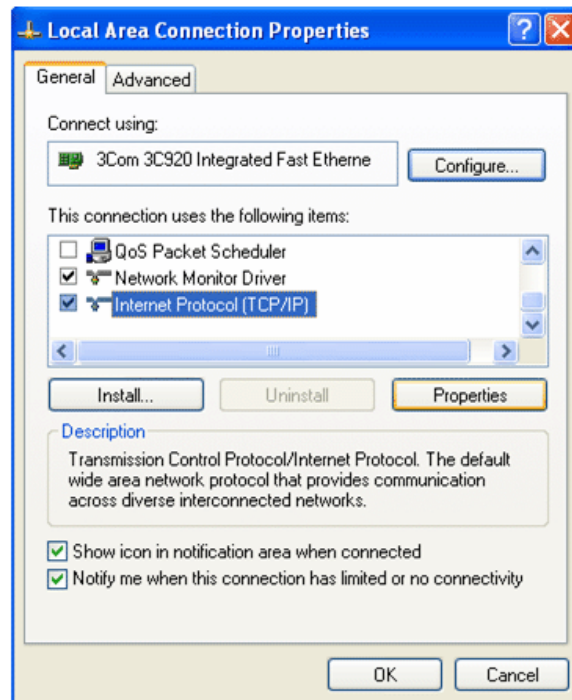 Local Area Connection Properties
General
Advanced
Connect using:
3Com 3C920 Integrated Fast Etherne
Configure...
This connection uses the following items:
QoS Packet Scheduler
Network Monitor Driver
Internet Protocol (TCP/IP)
Install...
Uninstall
Properties
Description
Transmission Control Protocol/Internet Protocol. The default
wide area network protocol that provides communication
across diverse interconnected networks.
Show icon in notification area when connected
Notify me when this connection has limited or no connectivity
OK
Cancel